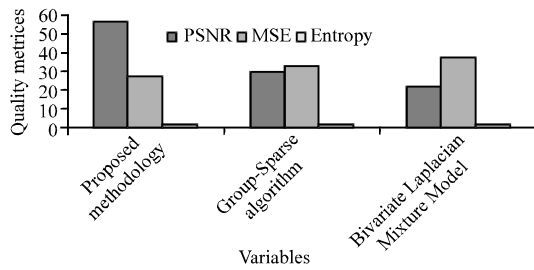 Quality metrices
60
50
40
30
20
10
0
PSNR MSE Entropy
Proposed
methodology
Group-Sparse
algorithm
Bivariate Laplacian
Mixture Model
Variables